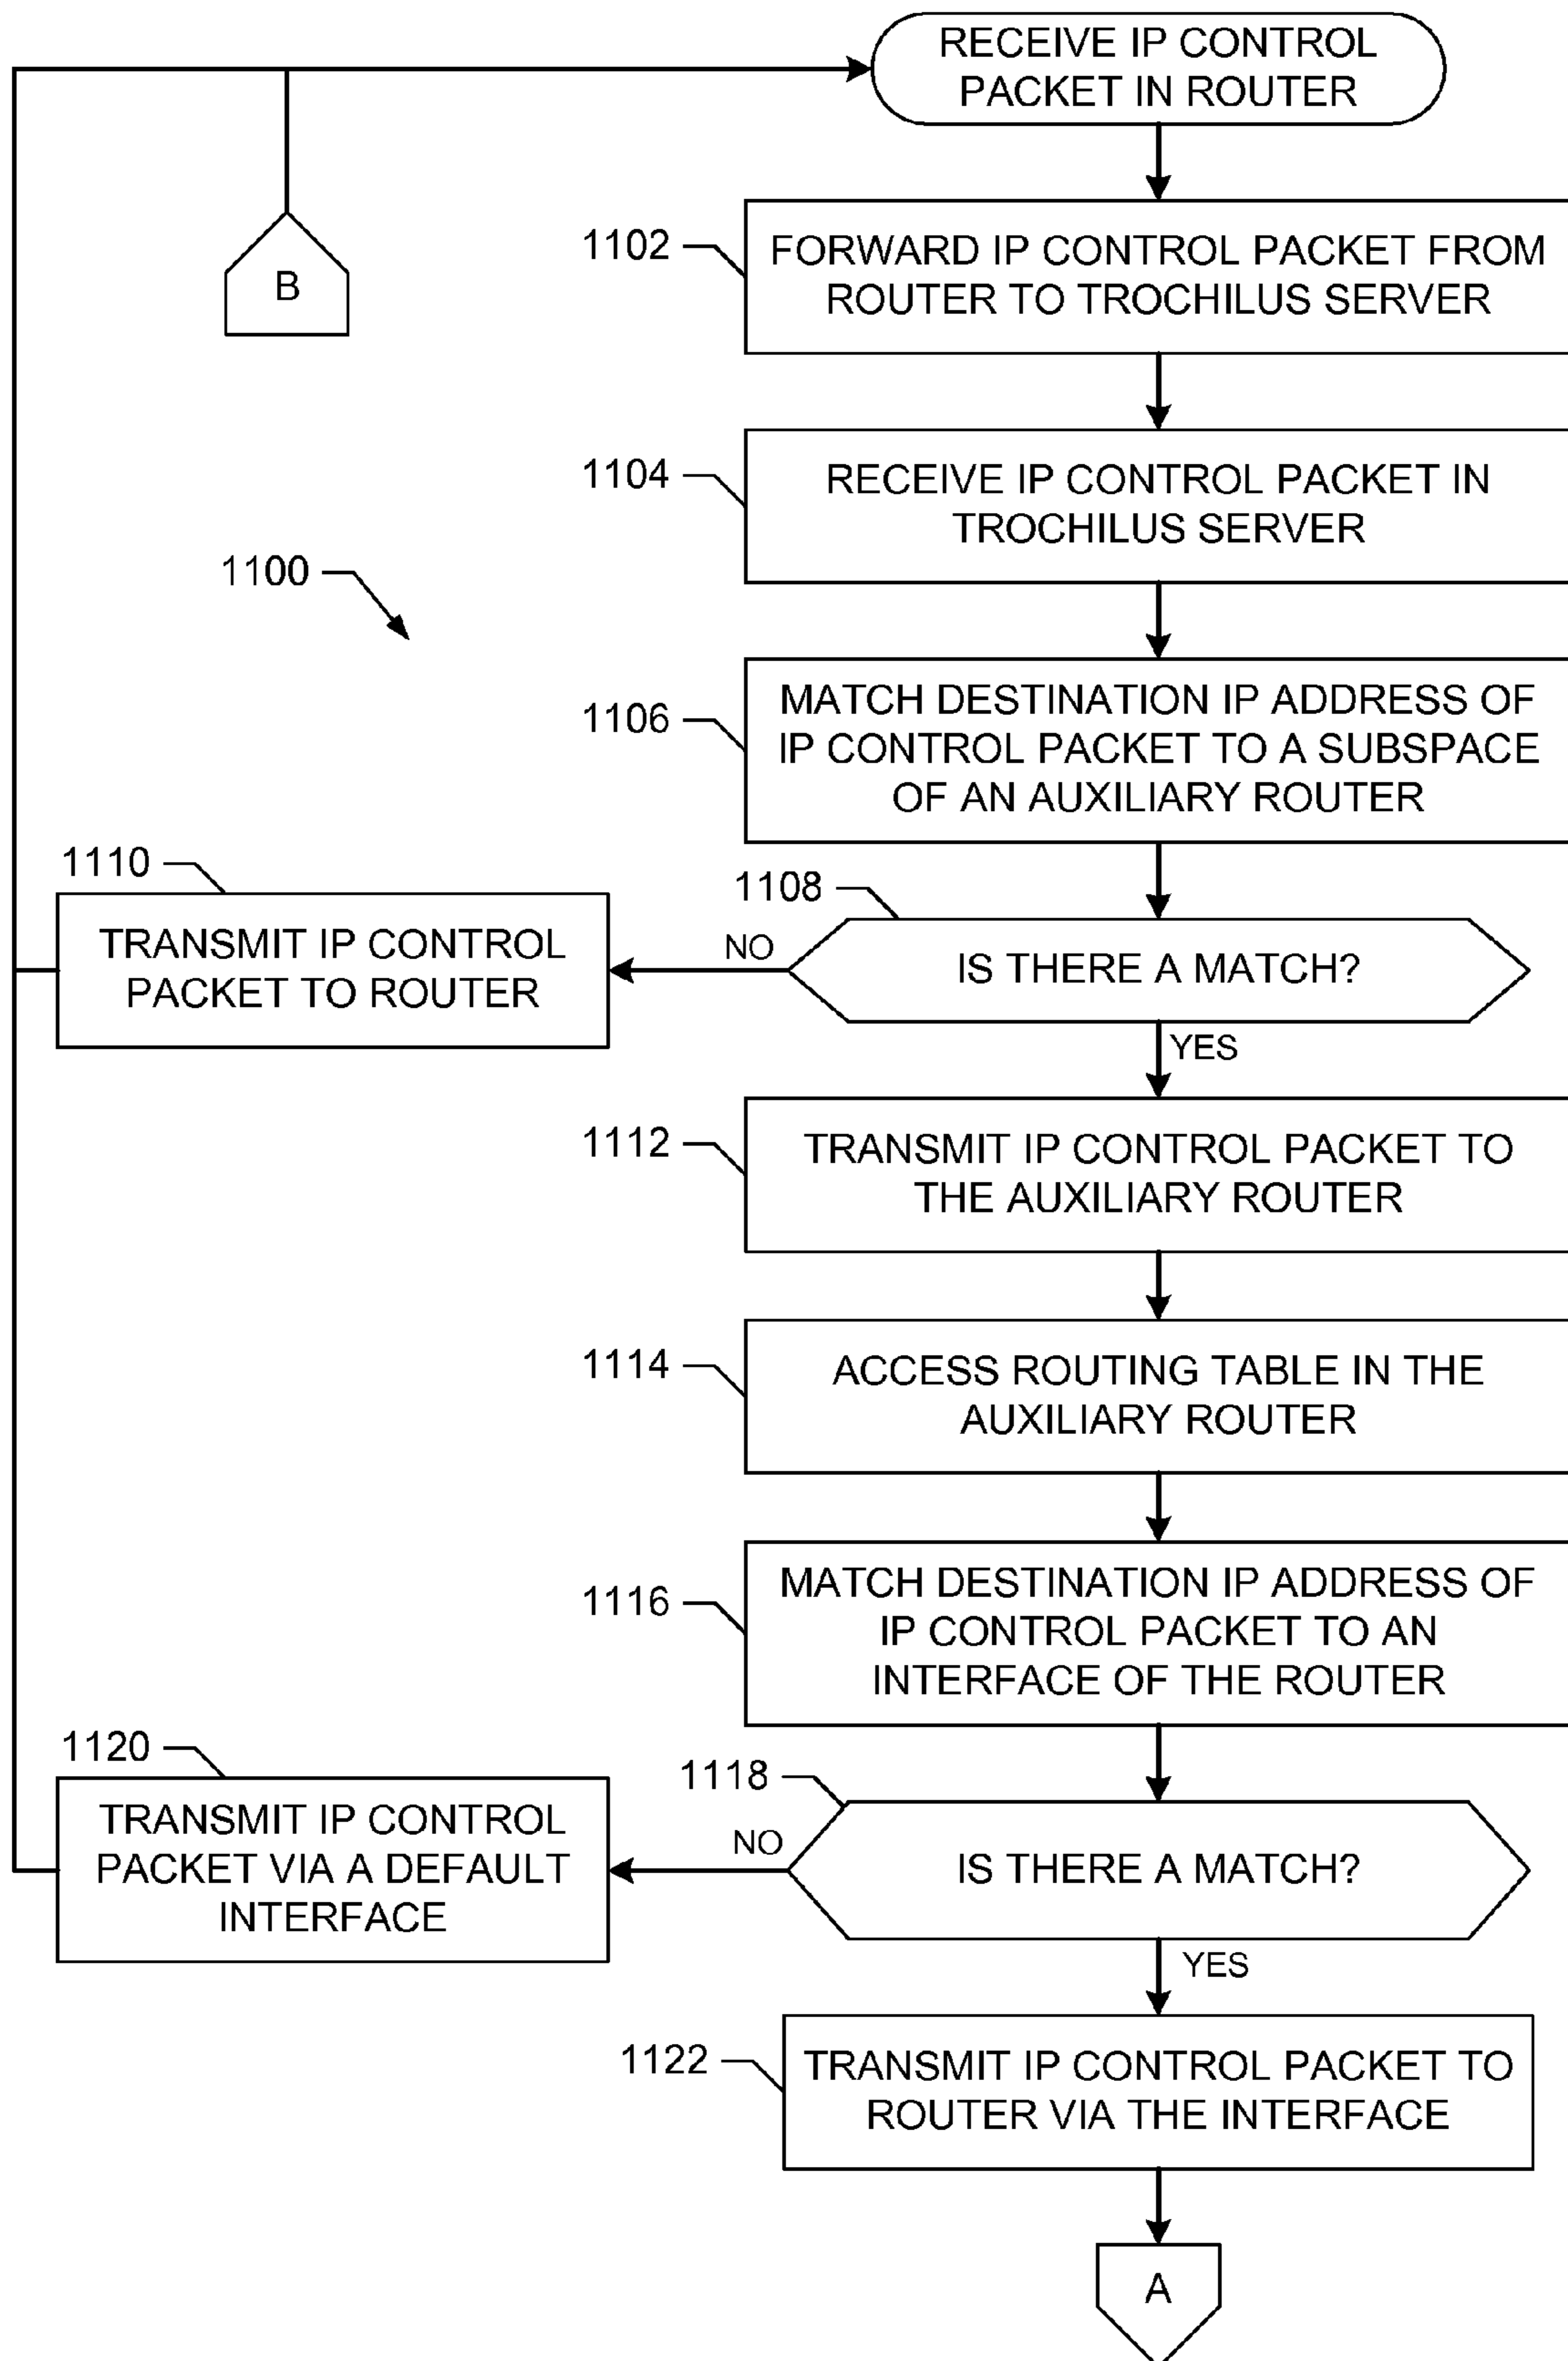 RECEIVE IP CONTROL
PACKET IN ROUTER
B
1102
FORWARD IP CONTROL PACKET FROM
ROUTER TO TROCHILUS SERVER
1104
RECEIVE IP CONTROL PACKET IN
TROCHILUS SERVER
1100
1106
MATCH DESTINATION IP ADDRESS OF
IP CONTROL PACKET TO A SUBSPACE
OF AN AUXILIARY ROUTER
1108
IS THERE A MATCH?
NO
1110
TRANSMIT IP CONTROL
PACKET TO ROUTER
YES
1112
TRANSMIT IP CONTROL PACKET TO
THE AUXILIARY ROUTER
1114
ACCESS ROUTING TABLE IN THE
AUXILIARY ROUTER
1116
MATCH DESTINATION IP ADDRESS OF
IP CONTROL PACKET TO AN
INTERFACE OF THE ROUTER
1118
IS THERE A MATCH?
NO
1120
TRANSMIT IP CONTROL
PACKET VIA A DEFAULT
INTERFACE
YES
1122
TRANSMIT IP CONTROL PACKET TO
ROUTER VIA THE INTERFACE
A